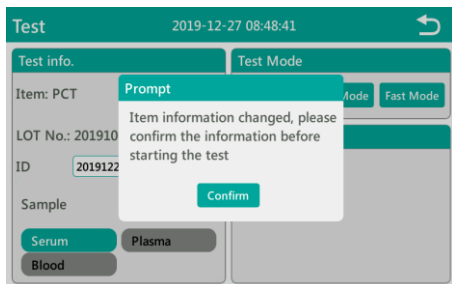 Test
2019-12-27 08:48:41
Test info.
Test Mode
Item: PCT
Mode
Fast Mode
LOT No.: 201910
ID
2019122
Sample
Serum
Plasma
Blood
Prompt
Item information changed, please
confirm the information before
starting the test
Confirm